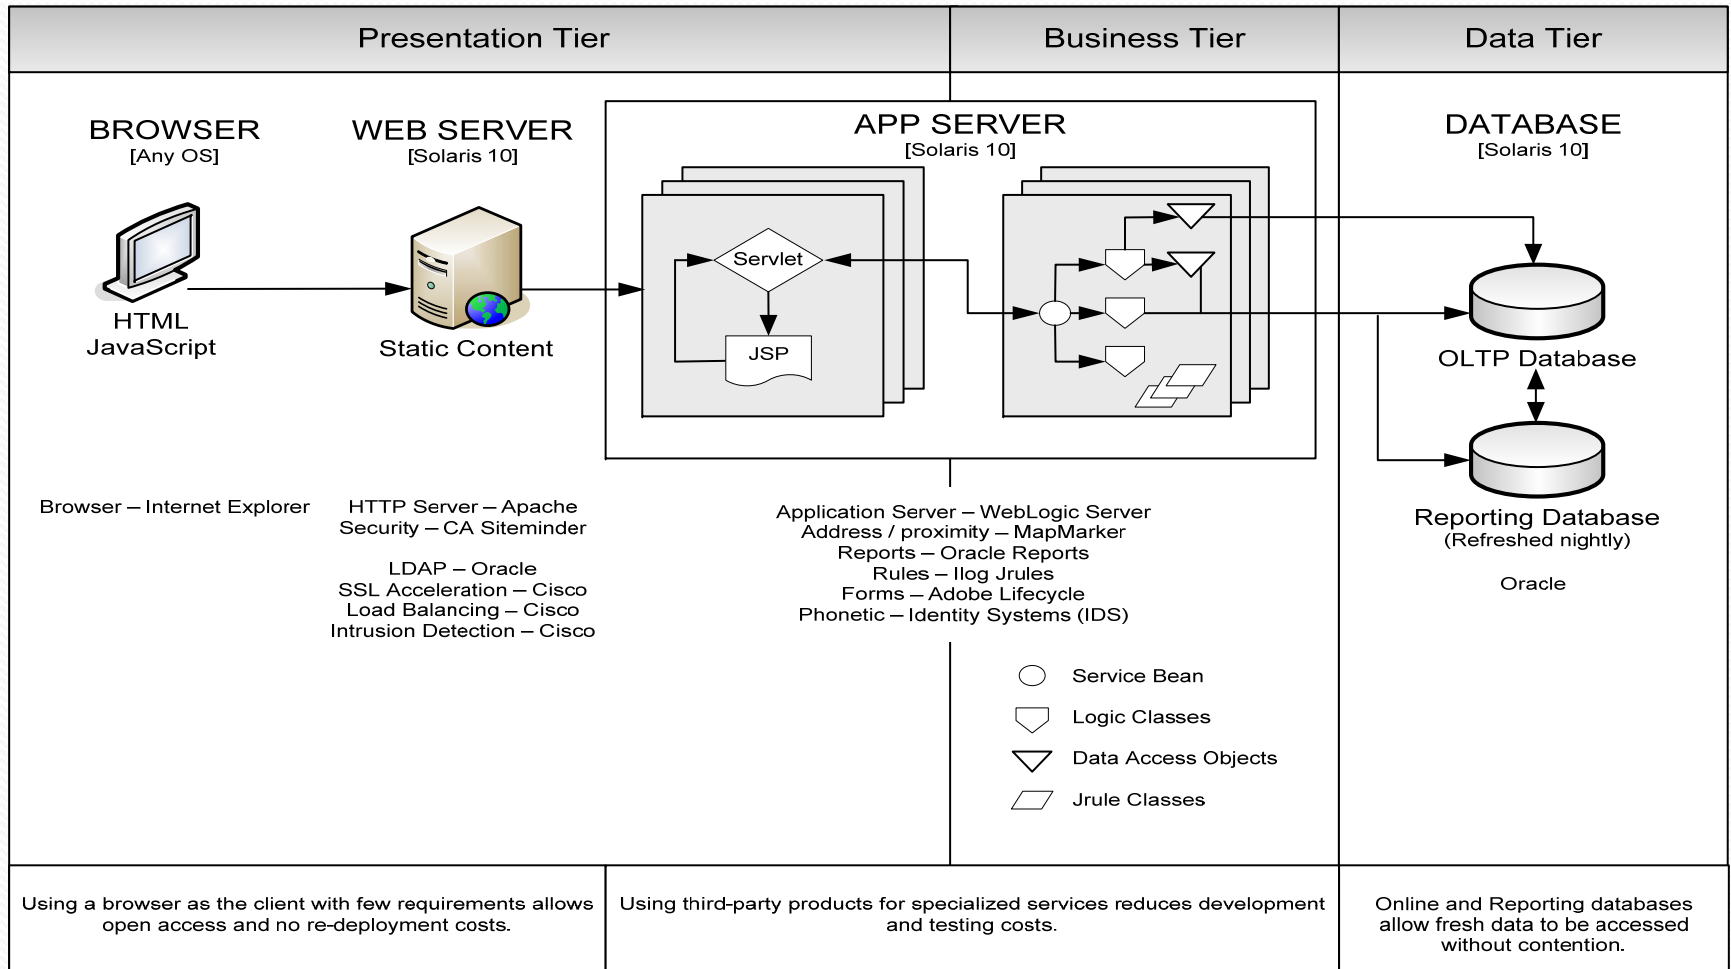 Presentation Tier
Business Tier
Data Tier
BROWSER
[Any OS]
HTML
JavaScript
WEB SERVER
[Solaris 10]
Static Content
APP SERVER
[Solaris 10]
Servlet
JSP
DATABASE
[Solaris 10]
OLTP Database
Reporting Database
(Refreshed nightly)
Oracle
Browser – Internet Explorer
HTTP Server – Apache
Security – CA Siteminder
LDAP – Oracle
SSL Acceleration – Cisco
Load Balancing – Cisco
Intrusion Detection – Cisco
Application Server – WebLogic Server
Address / proximity – MapMarker
Reports – Oracle Reports
Rules – Ilog Jrules
Forms – Adobe Lifecycle
Phonetic – Identity Systems (IDS)
Service Bean
Logic Classes
Data Access Objects
Jrule Classes
Using a browser as the client with few requirements allows
open access and no re-deployment costs.
Using third-party products for specialized services reduces development
and testing costs.
Online and Reporting databases
allow fresh data to be accessed
without contention.